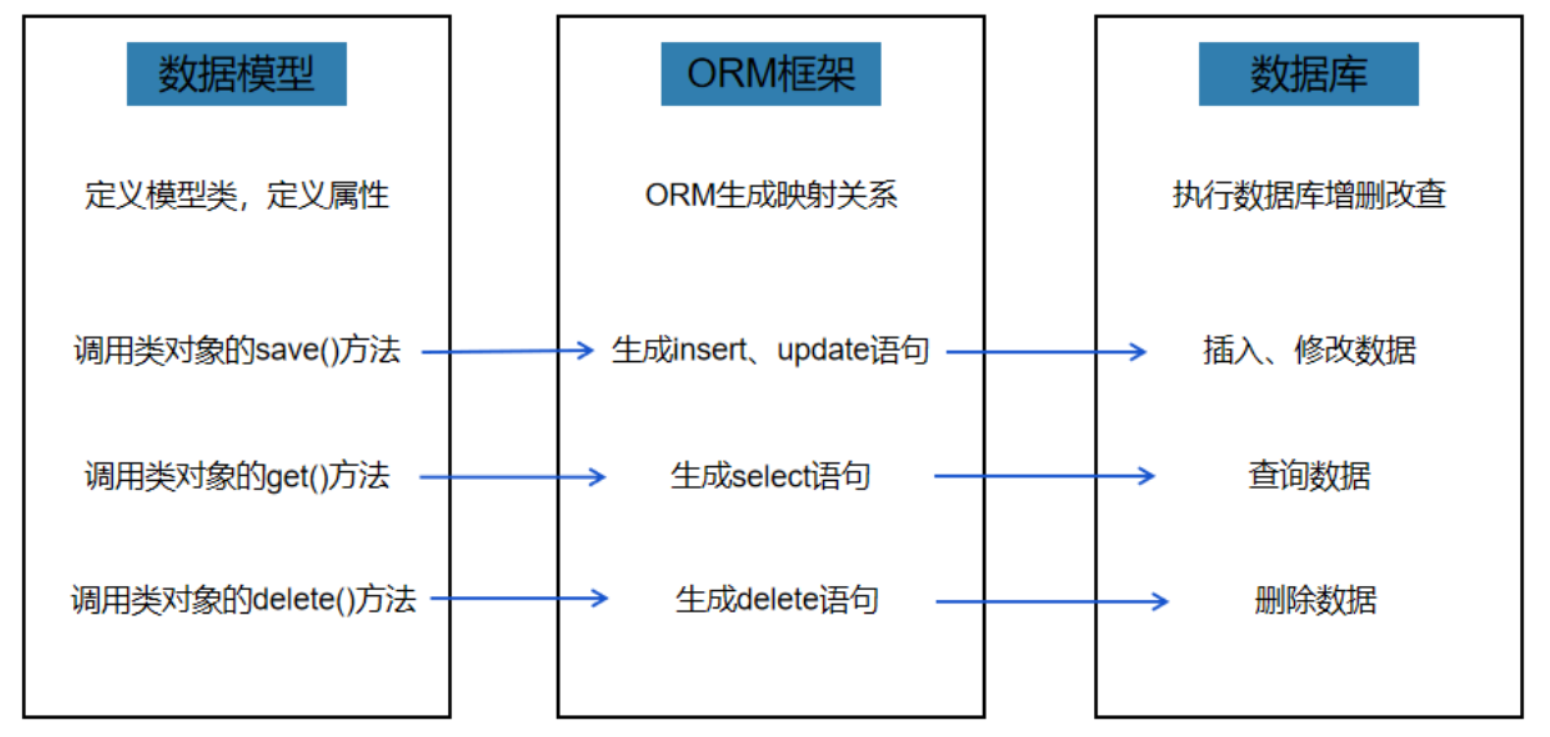 数据模型
ORM框架
数据库
定义模型类，定义属性
ORM生成映射关系
执行数据库增删改查
调用类对象的save()方法
生成insert、update语句
插入、修改数据
调用类对象的get()方法
生成select语句
查询数据
调用类对象的delete()方法
生成delete语句
删除数据